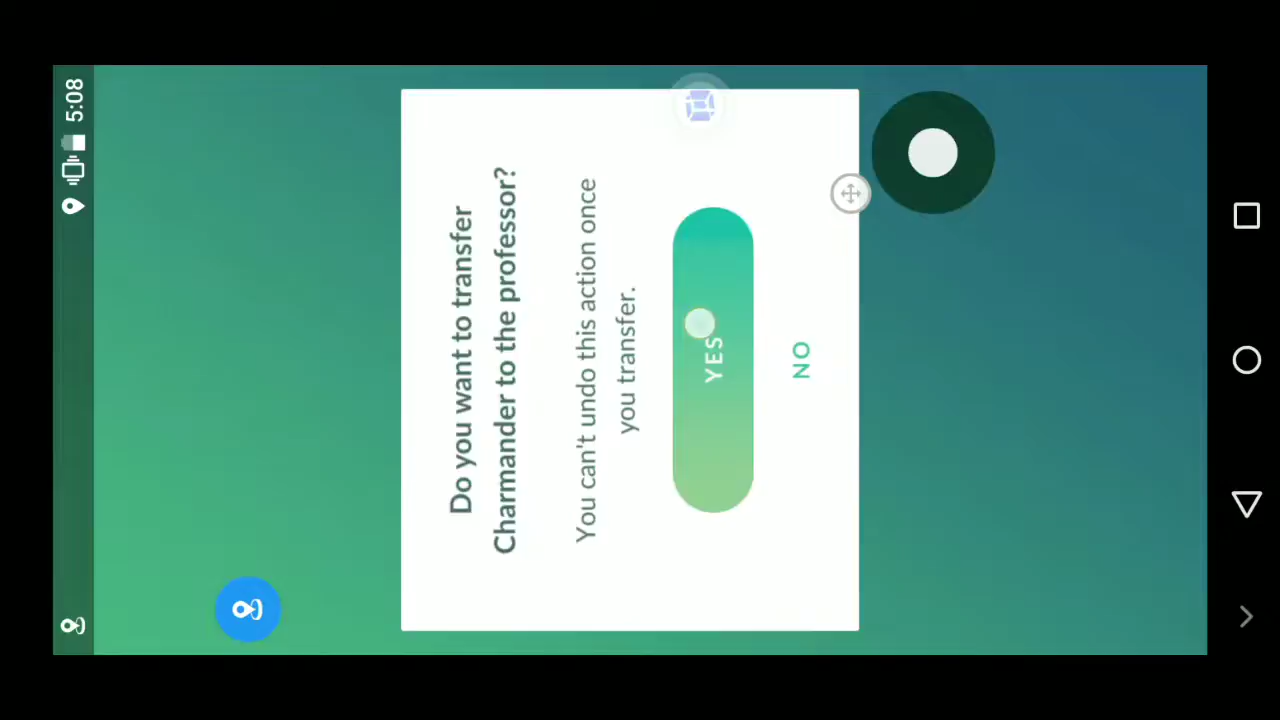 5:08
Do you want to transfer
Charmander to the professor?
You can't undo this action once
you transfer.
YES
NO